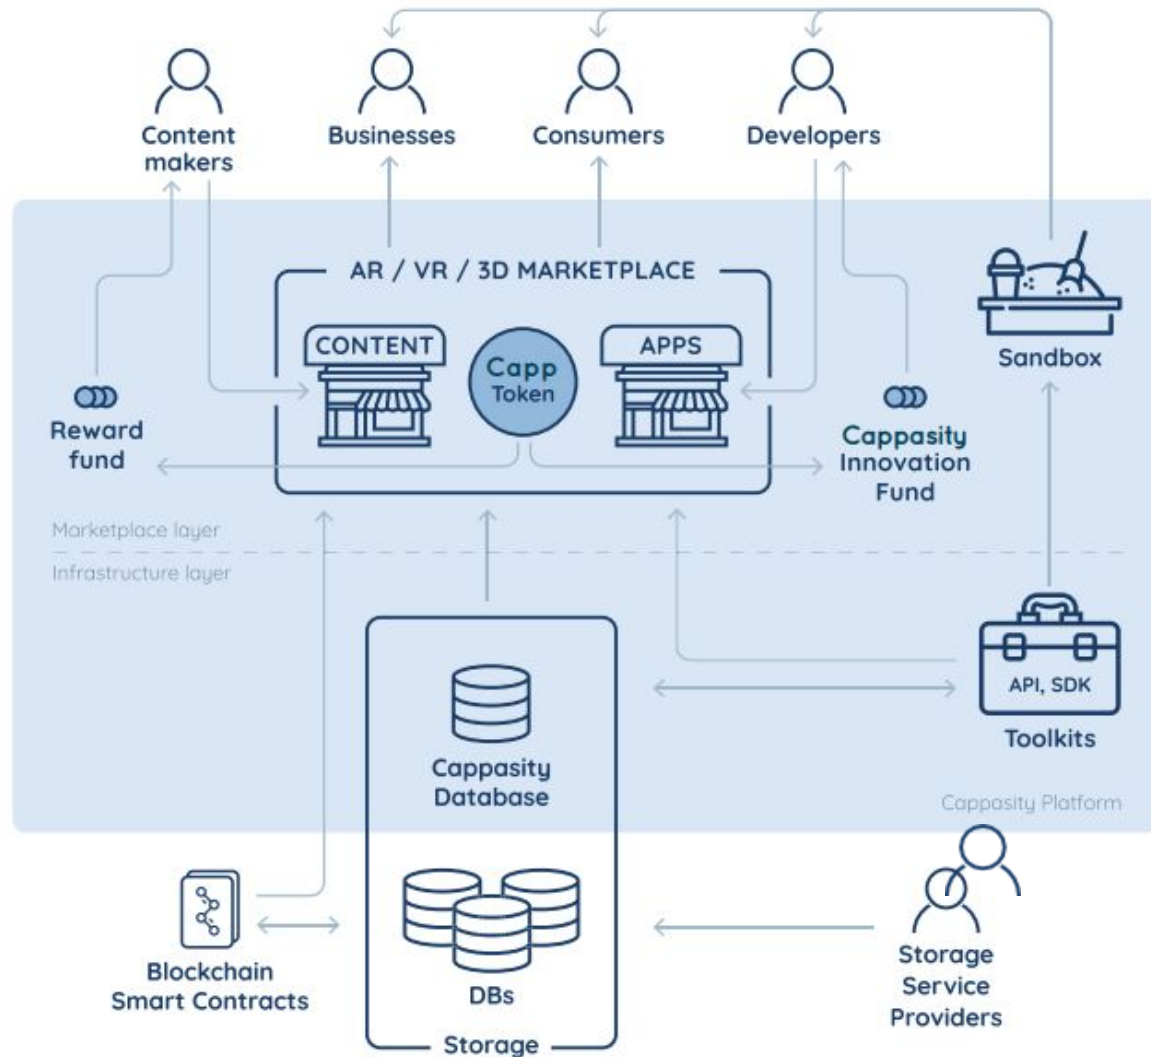 Content
makers
Businesses
Consumers
Developers
AR / VR / 3D MARKETPLACE
CONTENT
Capp
Token
APPS
Sandbox
Reward
fund
Cappasity
Innovation
Fund
Marketplace layer
Infrastructure layer
API, SDK
Toolkits
Cappasity
Database
Cappasity Platform
Blockchain
Smart Contracts
DBs
Storage
Service
Providers
Storage